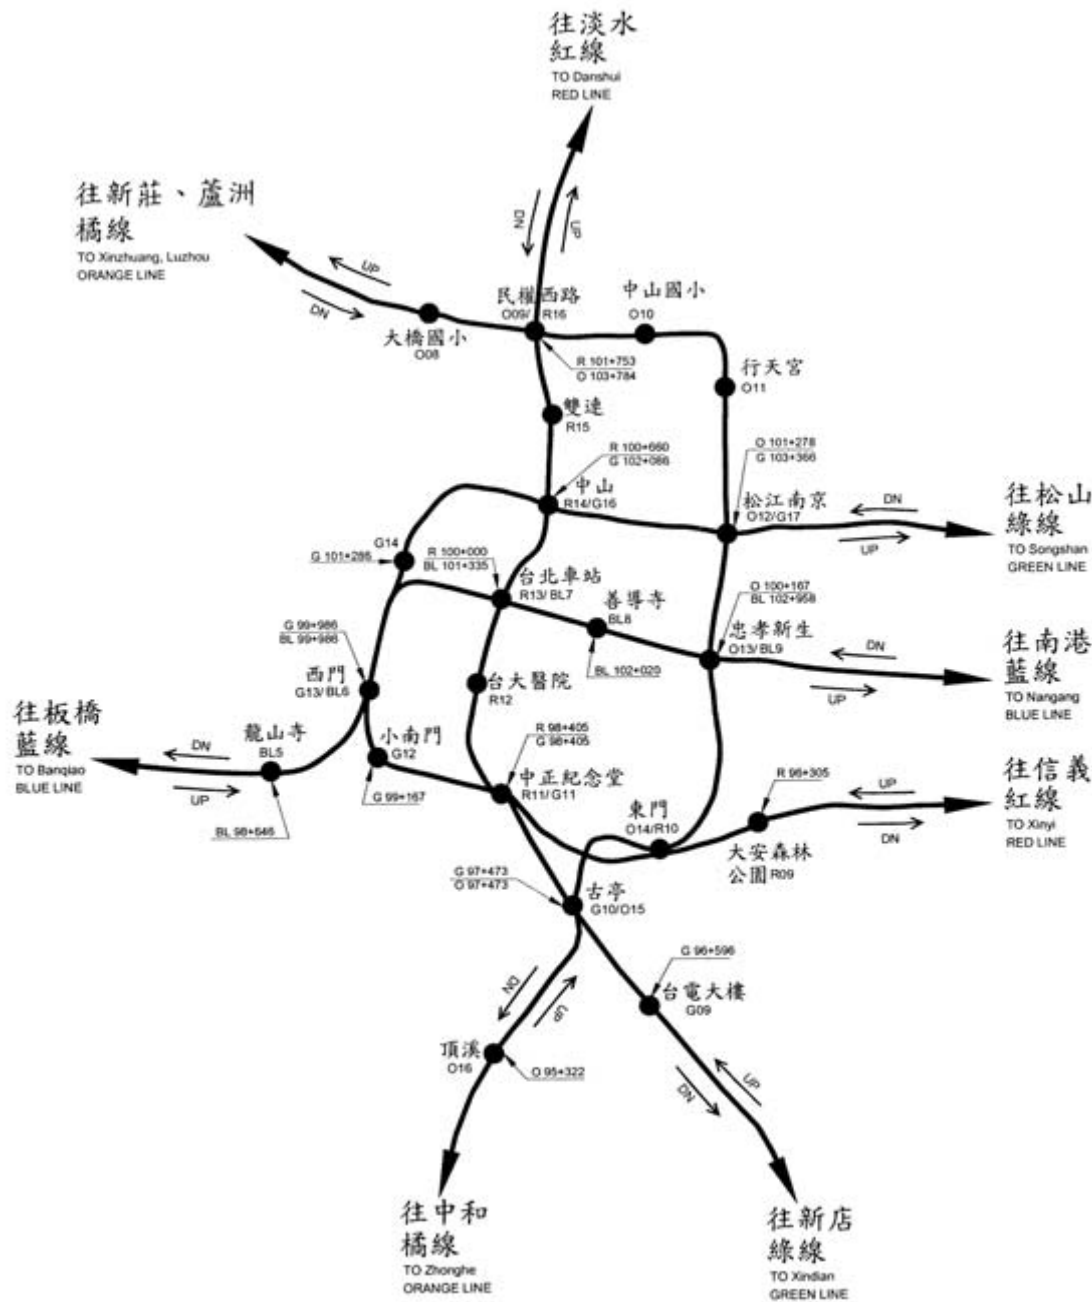 往淡水
紅線
TO Danshui
RED LINE
往新莊、蘆洲
橘線
TO Xinzhuang, Luzhou
ORANGE LINE
DN
UP
UP
DN
民權西路
O09/ R16
中山國小
O10
大橋國小
O08
R 101+753
O 103+784
行天宮
O11
雙連
R15
R 100+660
G 102+086
O 101+278
G 103+366
中山
R14/G16
松江南京
O12/G17
DN
UP
往松山
綠線
TO Songshan
GREEN LINE
G14
G 101+286
R 100+000
BL 101+335
台北車站
R13/ BL7
善導寺
BL8
O 100+167
BL 102+958
忠孝新生
O13/ BL9
BL 102+020
DN
UP
往南港
藍線
TO Nangang
BLUE LINE
G 99+986
BL 99+986
西門
G13/ BL6
台大醫院
R12
往板橋
藍線
TO Banqiao
BLUE LINE
DN
UP
龍山寺
BL5
BL 98+646
小南門
G12
G 99+167
R 98+405
G 98+405
中正紀念堂
R11/G11
R 96+305
東門
O14/R10
大安森林
公園 R09
UP
DN
往信義
紅線
TO Xinyi
RED LINE
G 97+473
O 97+473
古亭
G10/O15
G 96+596
台電大樓
G09
DN
UP
頂溪
O16
O 95+322
UP
DN
往中和
橘線
TO Zhonghe
ORANGE LINE
往新店
綠線
TO Xindian
GREEN LINE